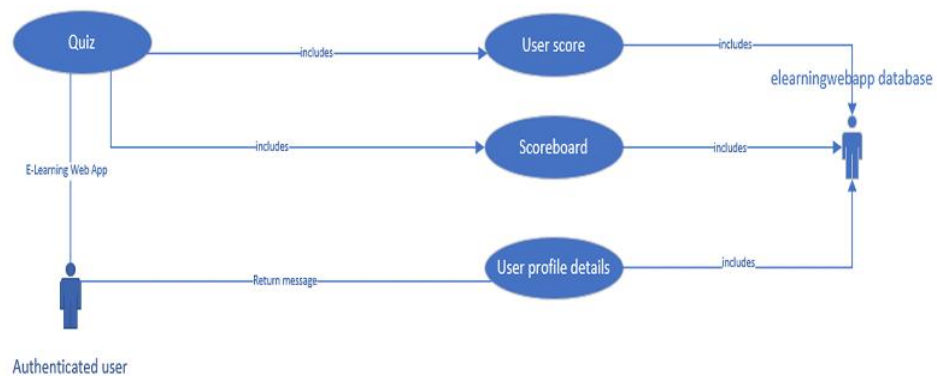 Quiz
includes
User score
includes
elearningwebapp database
includes
Scoreboard
includes
E-Learning Web App
Return message
User profile details
includes
Authenticated user